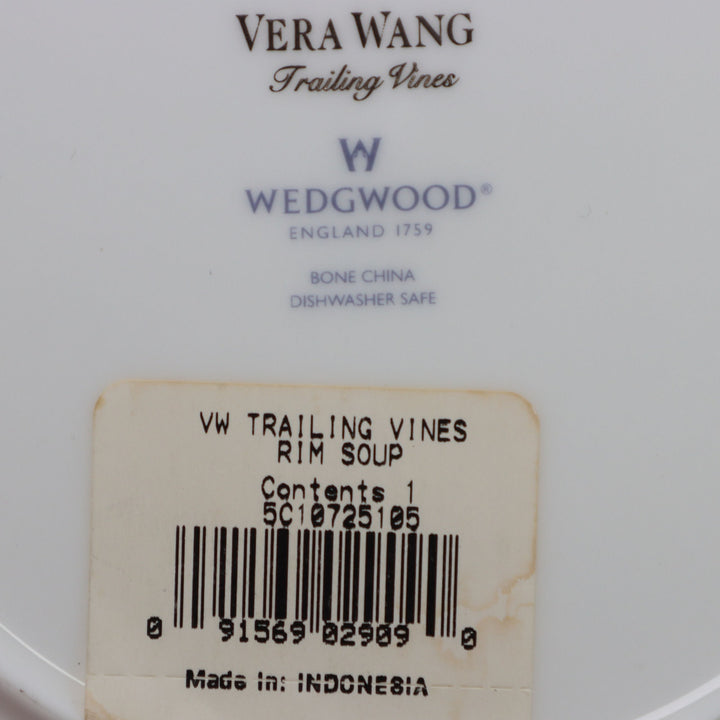 VERA WANG
Trailing Vines
W
WEDGWOOD®
ENGLAND 1759
BONE CHINA
DISHWASHER SAFE
VW TRAILING VINES
RIM SOUP
Contents 1
5C10725105
0 91569 02909 0
Made In: INDONESIA